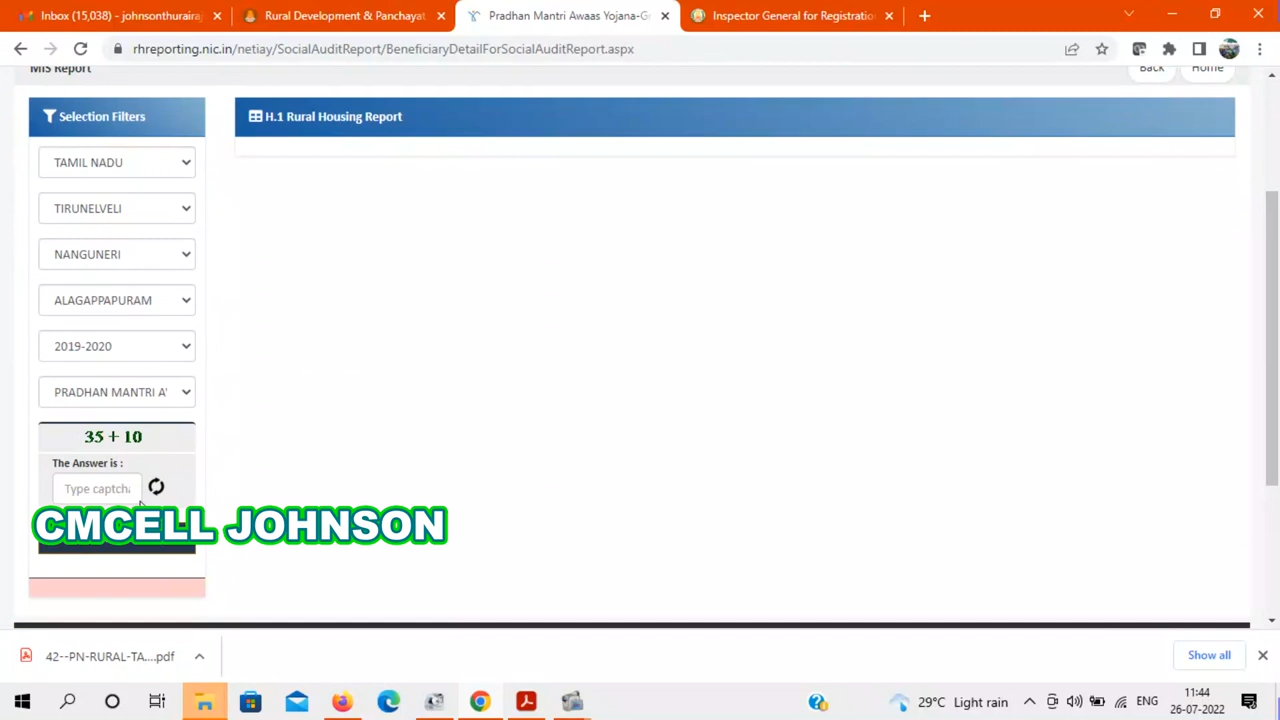 Inbox (15,038) - johnsonthuraira
Rural Development & Panchayat
Pradhan Mantri Awaas Yojana-Gr
Inspector General for Registratio
rhreporting.nic.in/netiay/SocialAuditReport/BeneficiaryDetailForSocialAuditReport.aspx
MIS Report
Back
Home
Selection Filters
H.1 Rural Housing Report
TAMIL NADU
TIRUNELVELI
NANGUNERI
ALAGAPPAPURAM
2019-2020
PRADHAN MANTRI A
35 + 10
The Answer is :
Type captcha
CMCELL JOHNSON
42--PN-RURAL-TA....pdf
Show all
29°C Light rain
ENG
11:44
26-07-2022